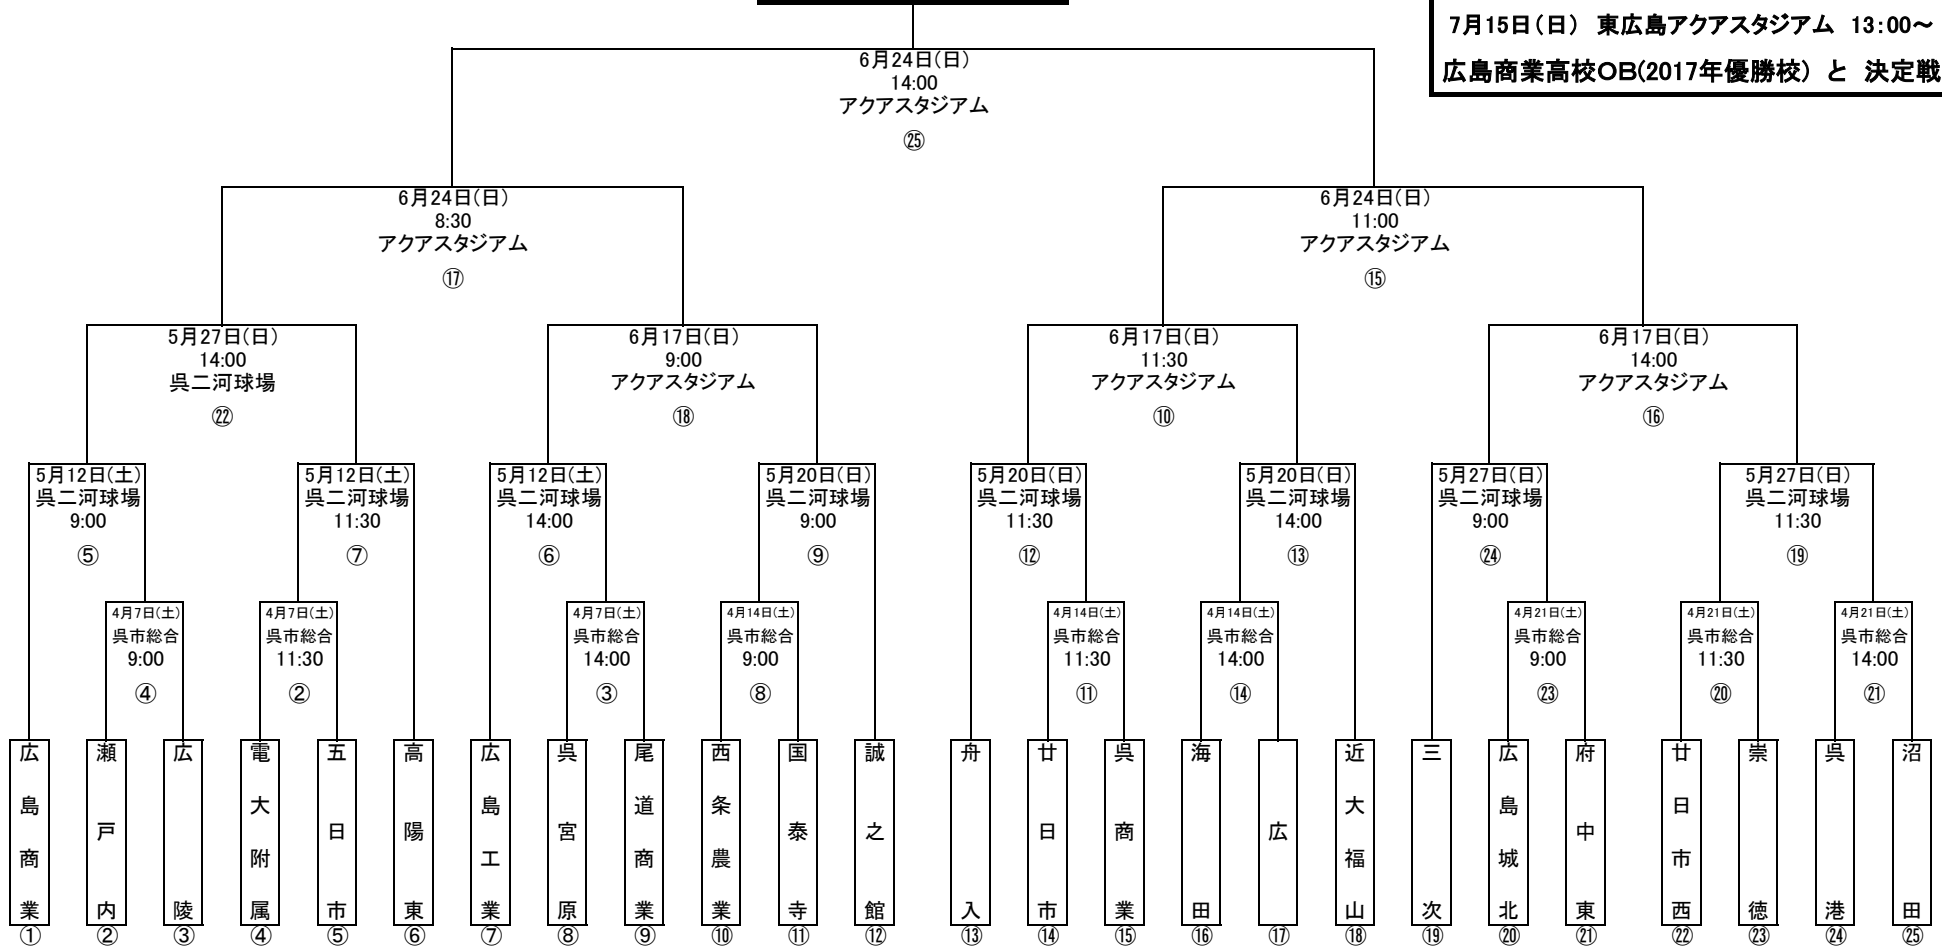 7月15日(日) 東広島アクアスタジアム 13:00～
広島商業高校OB(2017年優勝校) と 決定戦
6月24日(日)
14:00
アクアスタジアム
㉕
6月24日(日)
8:30
アクアスタジアム
⑰
6月24日(日)
11:00
アクアスタジアム
⑮
5月27日(日)
14:00
呉二河球場
㉒
6月17日(日)
9:00
アクアスタジアム
⑱
6月17日(日)
11:30
アクアスタジアム
⑩
6月17日(日)
14:00
アクアスタジアム
⑯
5月12日(土)
呉二河球場
9:00
⑤
5月12日(土)
呉二河球場
11:30
⑦
5月12日(土)
呉二河球場
14:00
⑥
5月20日(日)
呉二河球場
9:00
⑨
5月20日(日)
呉二河球場
11:30
⑫
5月20日(日)
呉二河球場
14:00
⑬
5月27日(日)
呉二河球場
9:00
㉔
5月27日(日)
呉二河球場
11:30
⑲
4月7日(土)
呉市総合
9:00
④
4月7日(土)
呉市総合
11:30
②
4月7日(土)
呉市総合
14:00
③
4月14日(土)
呉市総合
9:00
⑧
4月14日(土)
呉市総合
11:30
⑪
4月14日(土)
呉市総合
14:00
⑭
4月21日(土)
呉市総合
9:00
㉓
4月21日(土)
呉市総合
11:30
⑳
4月21日(土)
呉市総合
14:00
㉑
広島商業
①
瀬戸内
②
広陵
③
電大附属
④
五日市
⑤
高陽東
⑥
広島工業
⑦
呉宮原
⑧
尾道商業
⑨
西条農業
⑩
国泰寺
⑪
誠之館
⑫
舟入
⑬
廿日市
⑭
呉商業
⑮
海田
⑯
広
⑰
近大福山
⑱
三次
⑲
広島城北
⑳
府中東
㉑
廿日市西
㉒
崇徳
㉓
呉港
㉔
沼田
㉕